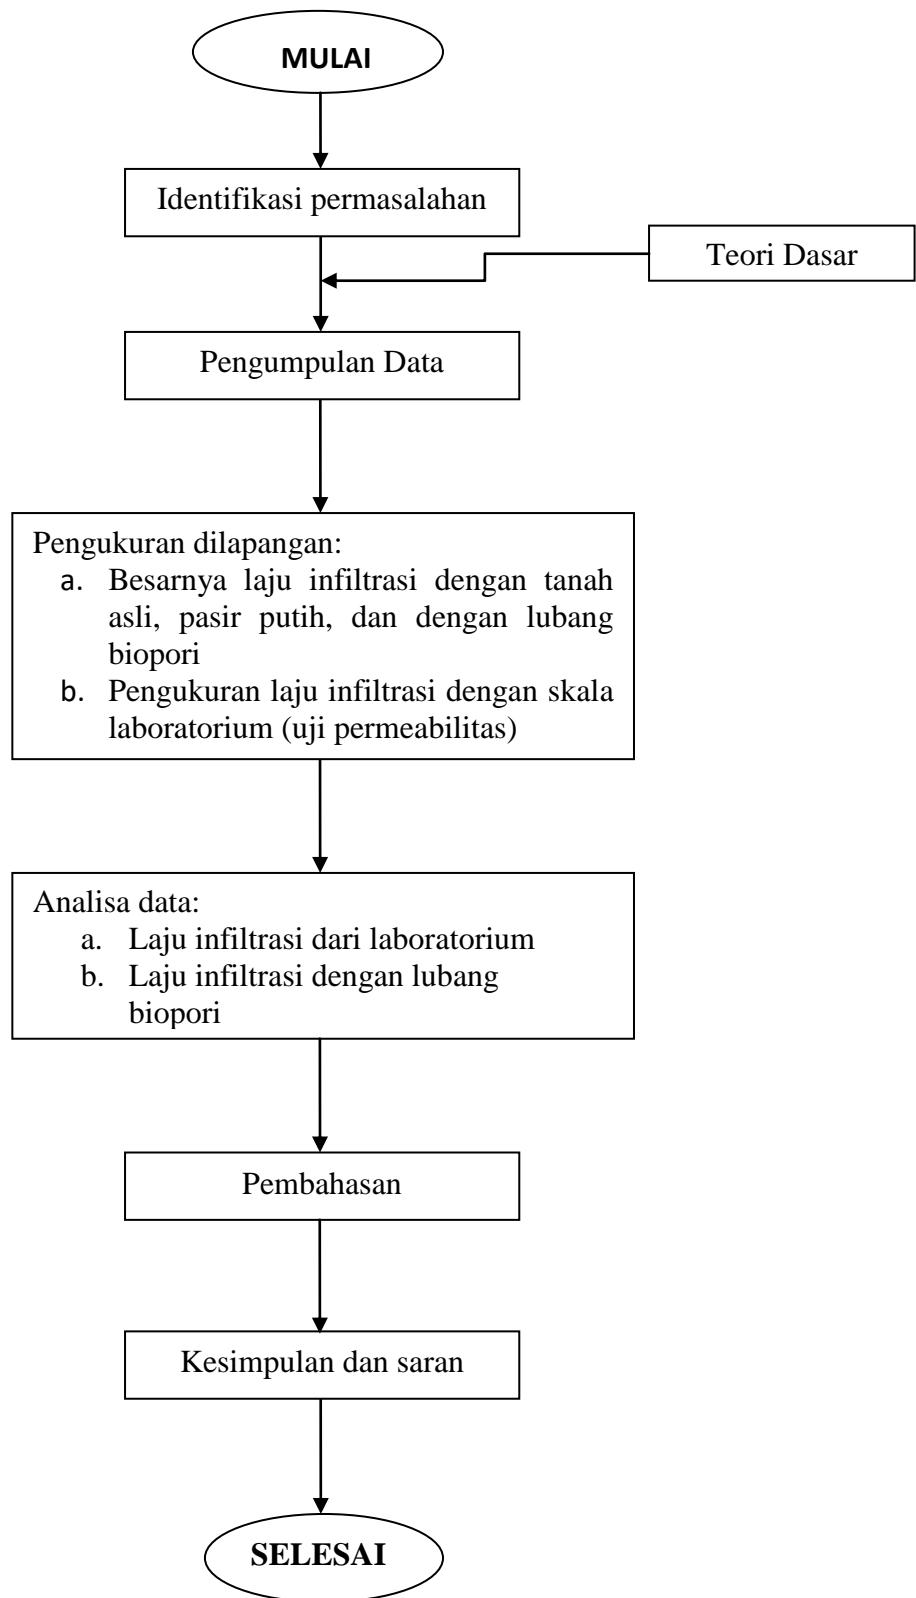 MULAI
Identifikasi permasalahan
Teori Dasar
Pengumpulan Data
Pengukuran dilapangan:
a. Besarnya laju infiltrasi dengan tanah
asli, pasir putih, dan dengan lubang
biopori
b. Pengukuran laju infiltrasi dengan skala
laboratorium (uji permeabilitas)
Analisa data:
a. Laju infiltrasi dari laboratorium
b. Laju infiltrasi dengan lubang
biopori
Pembahasan
Kesimpulan dan saran
SELESAI